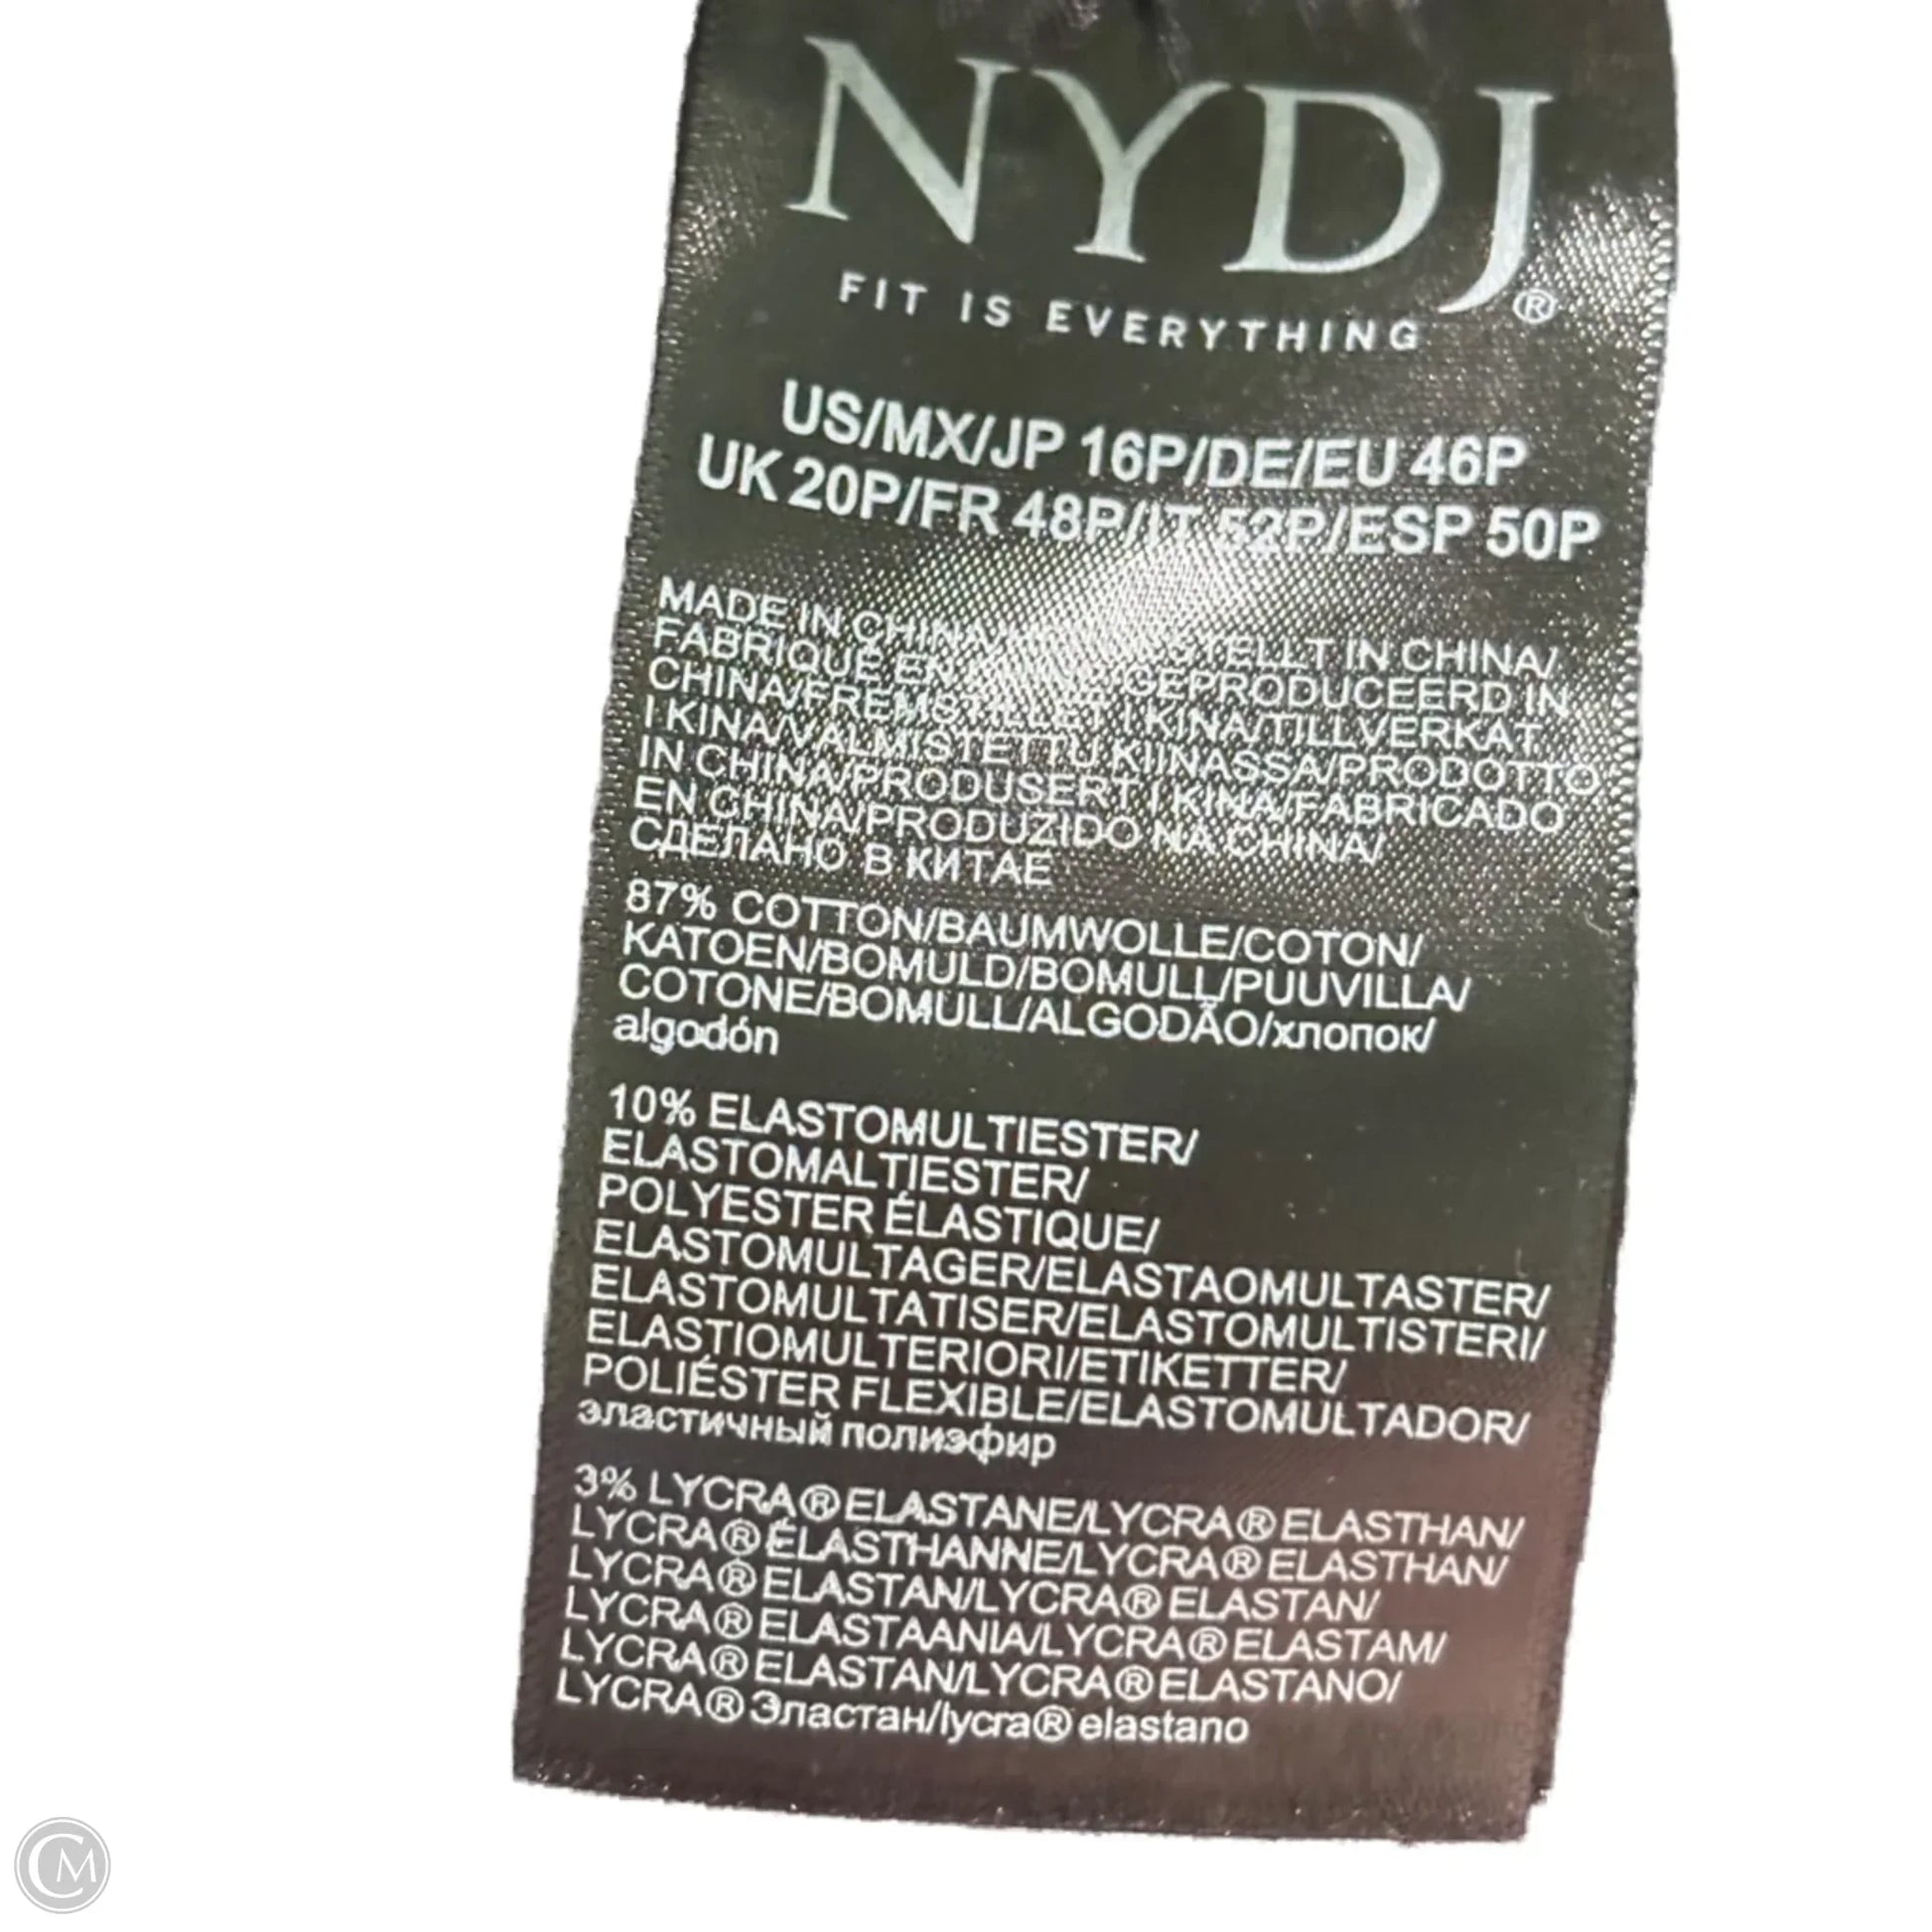 NYDJ®
FIT IS EVERYTHING
US/MX/JP 16P/DE/EU 46P
UK 20P/FR 48P/IT 52P/ESP 50P
MADE IN CHINA/ IN CHINA/
FABRIQUÉ EN GEPRODUCEERD IN
CHINA/FREMSTILLET I KINA/TILLVERKAT
I KINA/VALMISTETTU KIINASSA/PRODOTTO
IN CHINA/PRODUSERT I KINA/FABRICADO
EN CHINA/PRODUZIDO NA CHINA/
СДЕЛАНО В КИТАЕ
87% COTTON/BAUMWOLLE/COTON/
KATOEN/BOMULD/BOMULL/PUUVILLA/
COTONE/BOMULL/ALGODÃO/хлопок/
algodón
10% ELASTOMULTIESTER/
ELASTOMALTIESTER/
POLYESTER ÉLASTIQUE/
ELASTOMULTAGER/ELASTAOMULTASTER/
ELASTOMULTATISER/ELASTOMULTISTERI/
ELASTIOMULTERIORI/ETIKETTER/
POLIÉSTER FLEXIBLE/ELASTOMULTADOR/
эластичный полиэфир
3% LYCRA® ELASTANE/LYCRA® ELASTHAN/
LYCRA® ÉLASTHANNE/LYCRA® ELASTHAN/
LYCRA® ELASTAN/LYCRA® ELASTAN/
LYCRA® ELASTAANIA/LYCRA® ELASTAM/
LYCRA® ELASTAN/LYCRA® ELASTANO/
LYCRA® Эластан/lycra® elastano
CM